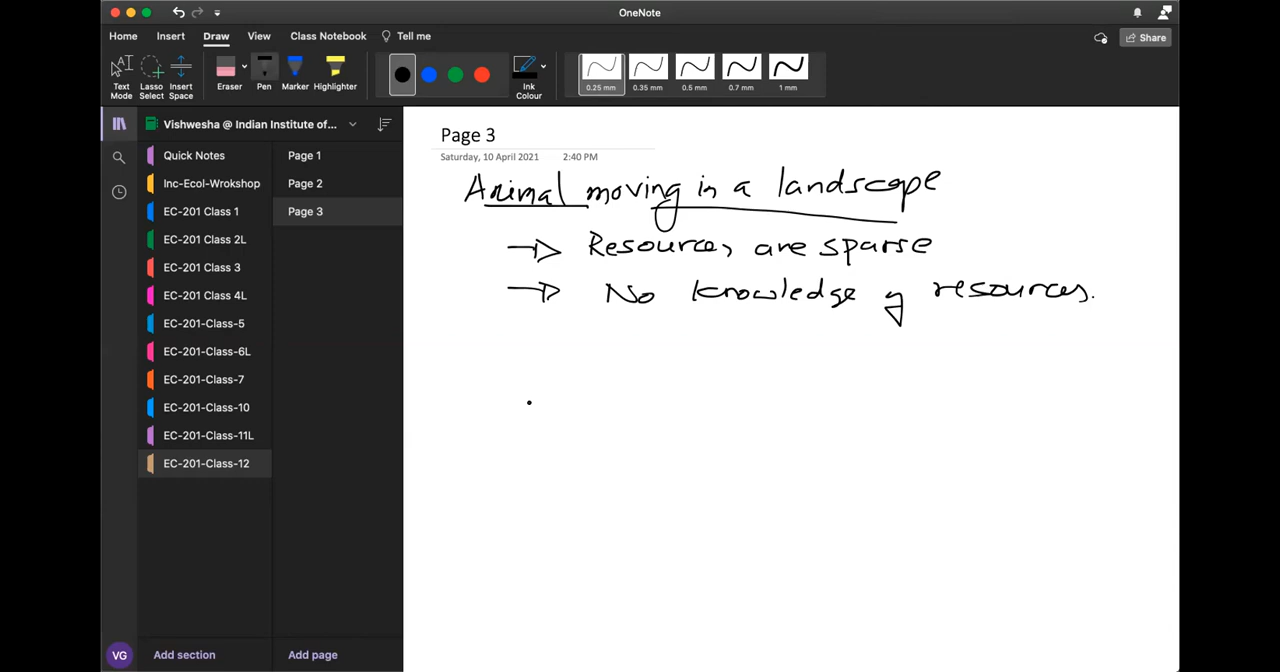 OneNote
Home Insert Draw View Class Notebook Tell me
Share
Text Mode
Lasso Select
Insert Space
Eraser
Pen
Marker
Highlighter
Ink Colour
0.25 mm
0.35 mm
0.5 mm
0.7 mm
1 mm
Vishwesha @ Indian Institute of...
Quick Notes
Inc-Ecol-Wrokshop
EC-201 Class 1
EC-201 Class 2L
EC-201 Class 3
EC-201 Class 4L
EC-201-Class-5
EC-201-Class-6L
EC-201-Class-7
EC-201-Class-10
EC-201-Class-11L
EC-201-Class-12
Page 1
Page 2
Page 3
Page 3
Saturday, 10 April 2021 2:40 PM
Animal moving in a landscape
Resources are sparse
No knowledge of resources.
VG
Add section
Add page